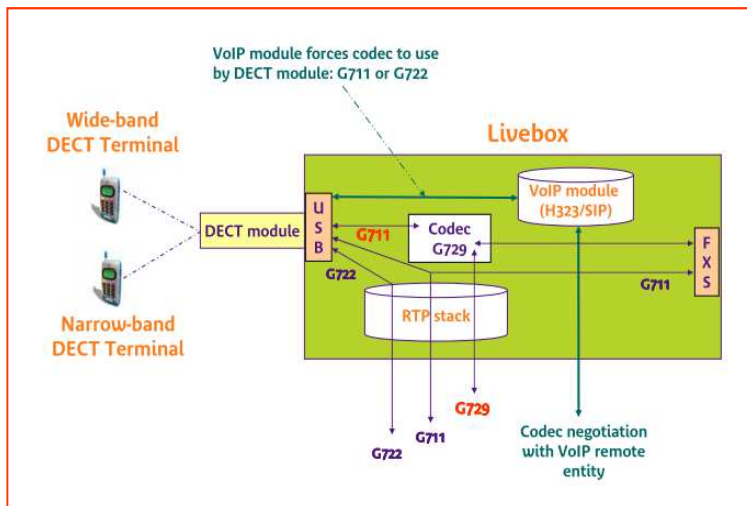 VoIP module forces codec to use
by DECT module: G711 or G722
Wide-band
DECT Terminal
Livebox
VoIP module
(H323/SIP)
DECT module
U
S
B
G711
Codec
G729
F
X
S
G722
G711
RTP stack
Narrow-band
DECT Terminal
G729
G711
G722
Codec negotiation
with VoIP remote
entity